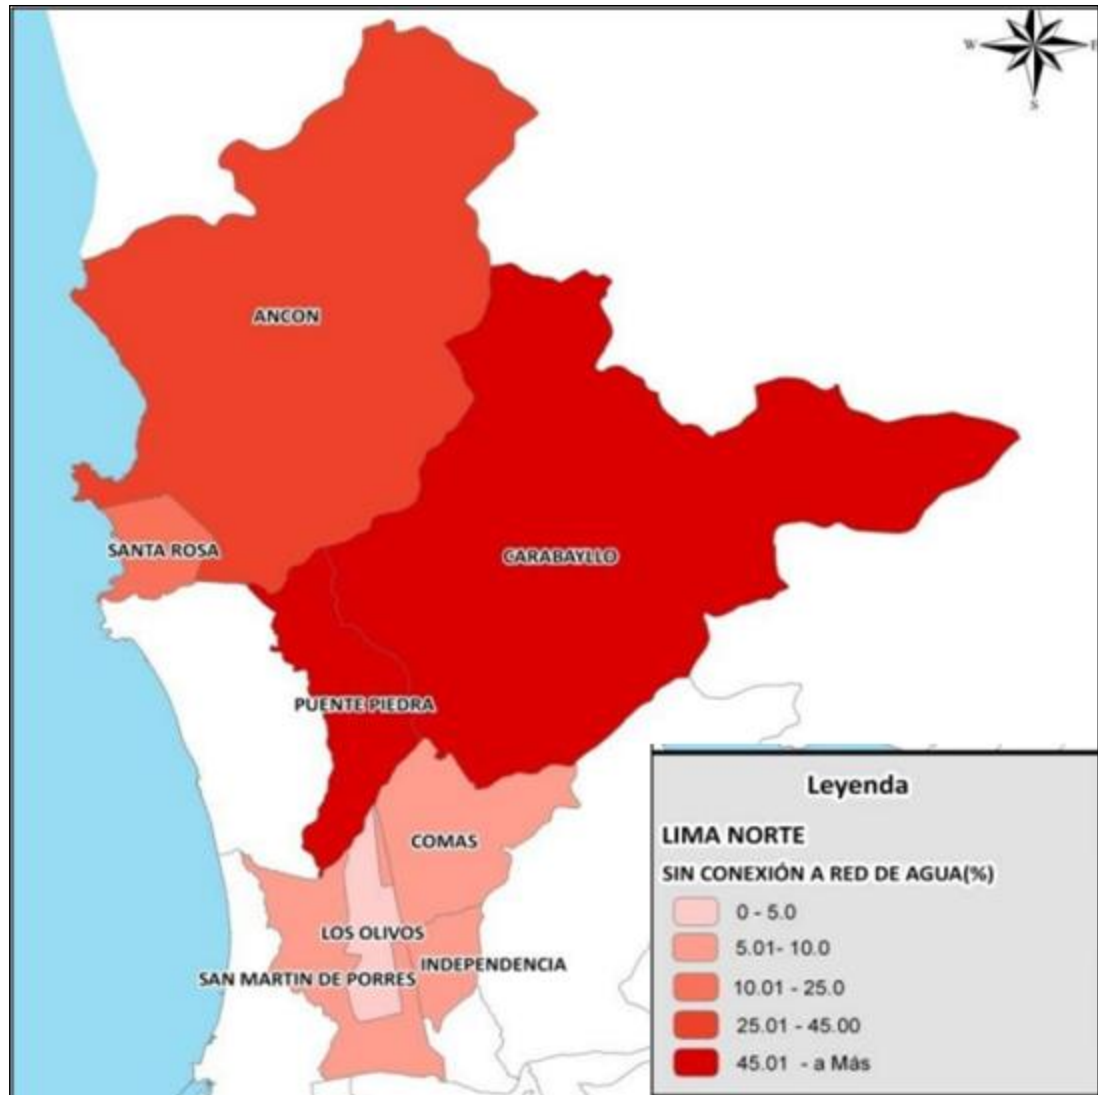 W
E
S
ANCON
SANTA ROSA
CARABAYLLO
PUENTE PIEDRA
COMAS
LOS OLIVOS
SAN MARTIN DE PORRES
INDEPENDENCIA
Leyenda
LIMA NORTE
SIN CONEXIÓN A RED DE AGUA(%)
0 - 5.0
5.01- 10.0
10.01 - 25.0
25.01 - 45.00
45.01 - a Más